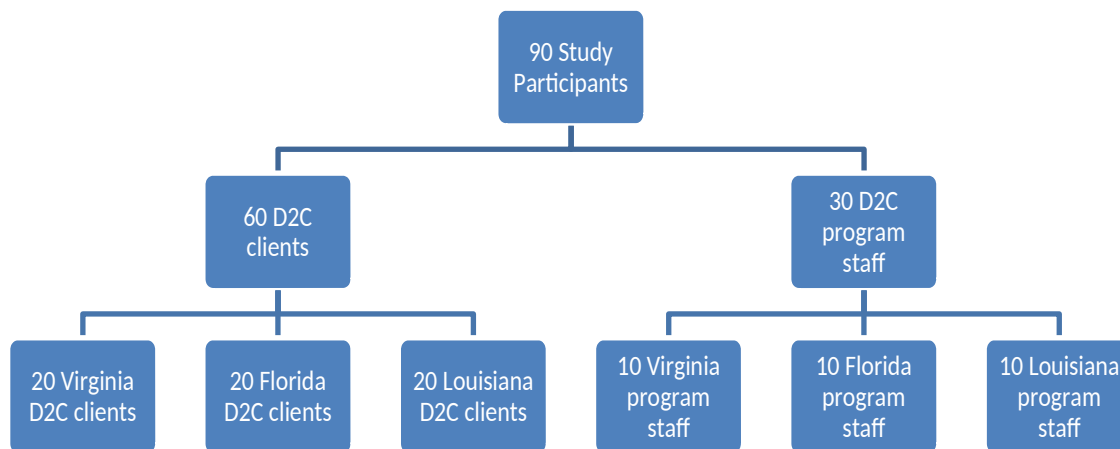 90 Study
Participants
60 D2C
clients
30 D2C
program
staff
20 Virginia
D2C clients
20 Florida
D2C clients
20 Louisiana
D2C clients
10 Virginia
program
staff
10 Florida
program
staff
10 Louisiana
program
staff